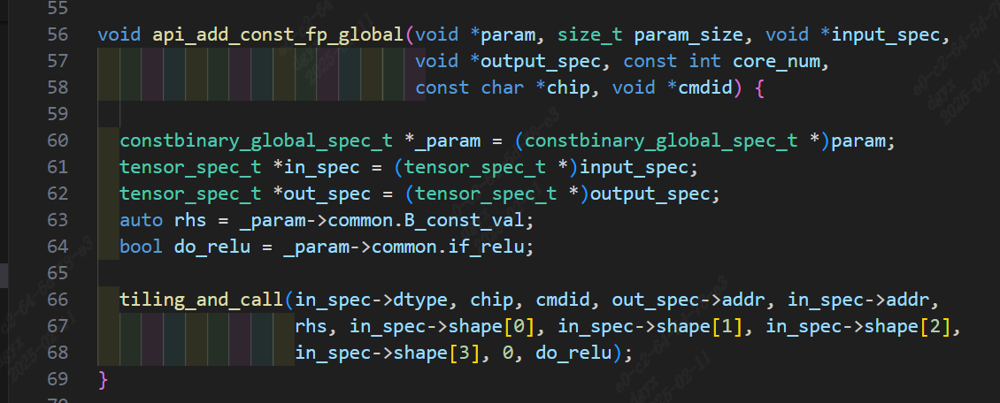 55
56 void api_add_const_fp_global(void *param, size_t param_size, void *input_spec,
57 void *output_spec, const int core_num,
58 const char *chip, void *cmdid) {
59
60 constbinary_global_spec_t *_param = (constbinary_global_spec_t *)param;
61 tensor_spec_t *in_spec = (tensor_spec_t *)input_spec;
62 tensor_spec_t *out_spec = (tensor_spec_t *)output_spec;
63 auto rhs = _param->common.B_const_val;
64 bool do_relu = _param->common.if_relu;
65
66 tiling_and_call(in_spec->dtype, chip, cmdid, out_spec->addr, in_spec->addr,
67 rhs, in_spec->shape[0], in_spec->shape[1], in_spec->shape[2],
68 in_spec->shape[3], 0, do_relu);
69 }